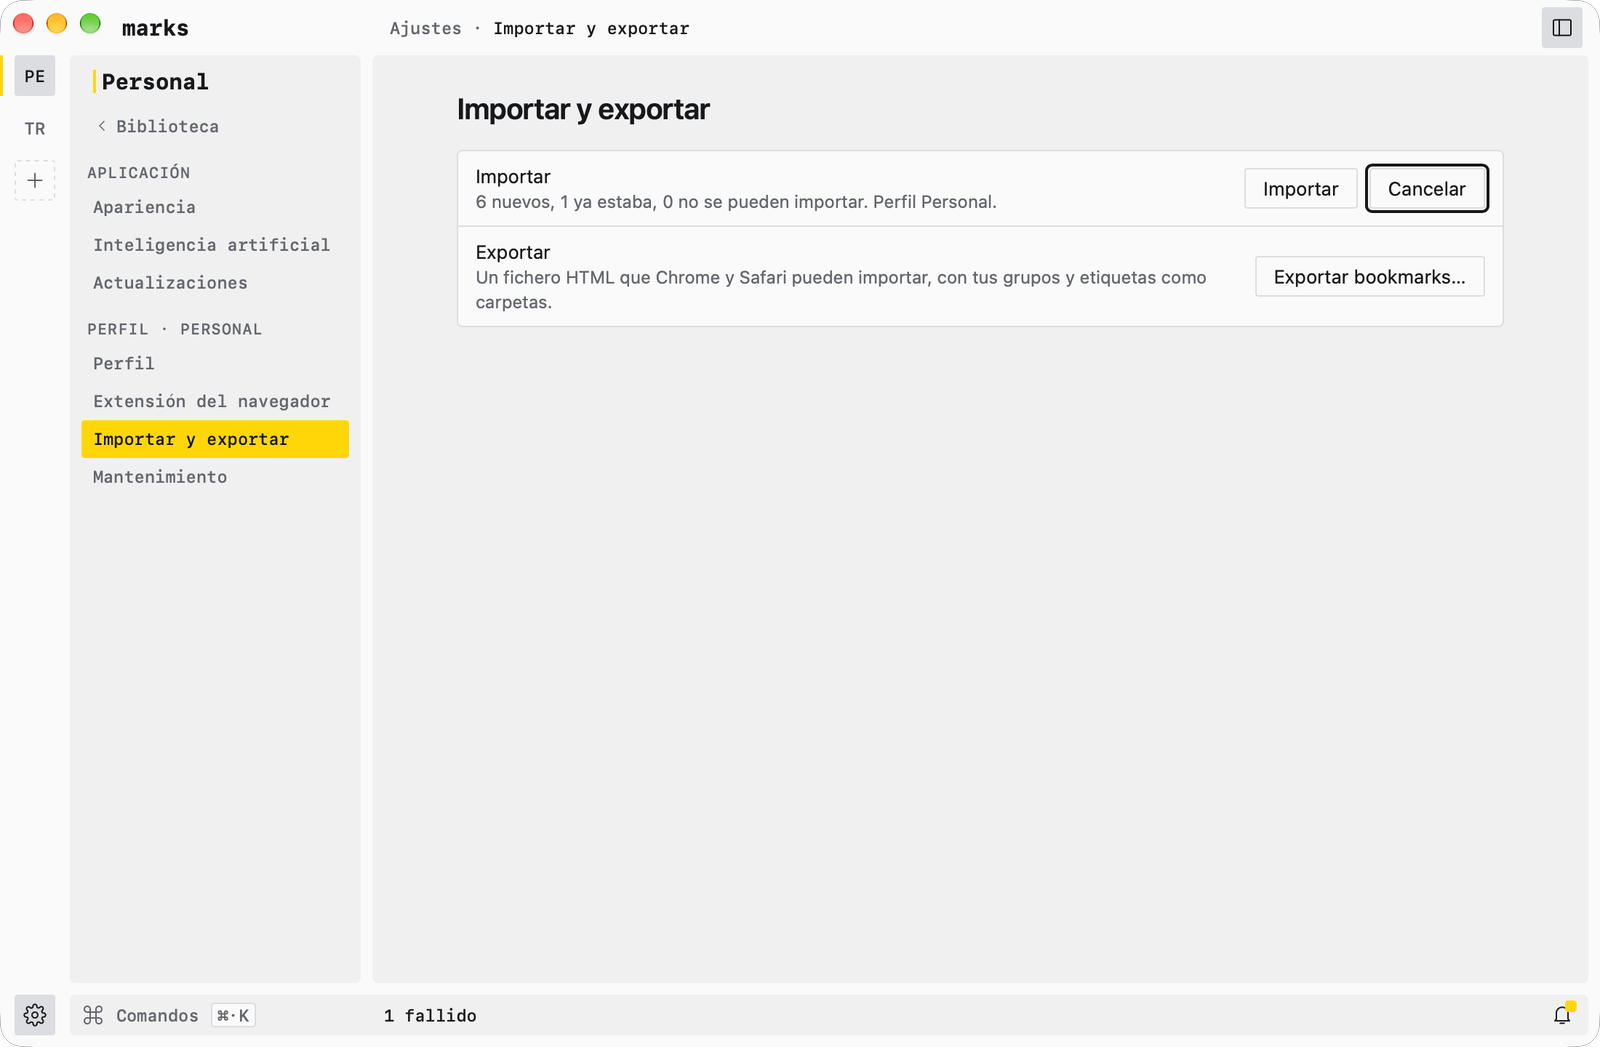 marks
Ajustes · Importar y exportar
PE
TR
Personal
Biblioteca
APLICACIÓN
Apariencia
Inteligencia artificial
Actualizaciones
PERFIL · PERSONAL
Perfil
Extensión del navegador
Importar y exportar
Mantenimiento
Importar y exportar
Importar
6 nuevos, 1 ya estaba, 0 no se pueden importar. Perfil Personal.
Importar
Cancelar
Exportar
Un fichero HTML que Chrome y Safari pueden importar, con tus grupos y etiquetas como
carpetas.
Exportar bookmarks...
Comandos ⌘·K
1 fallido